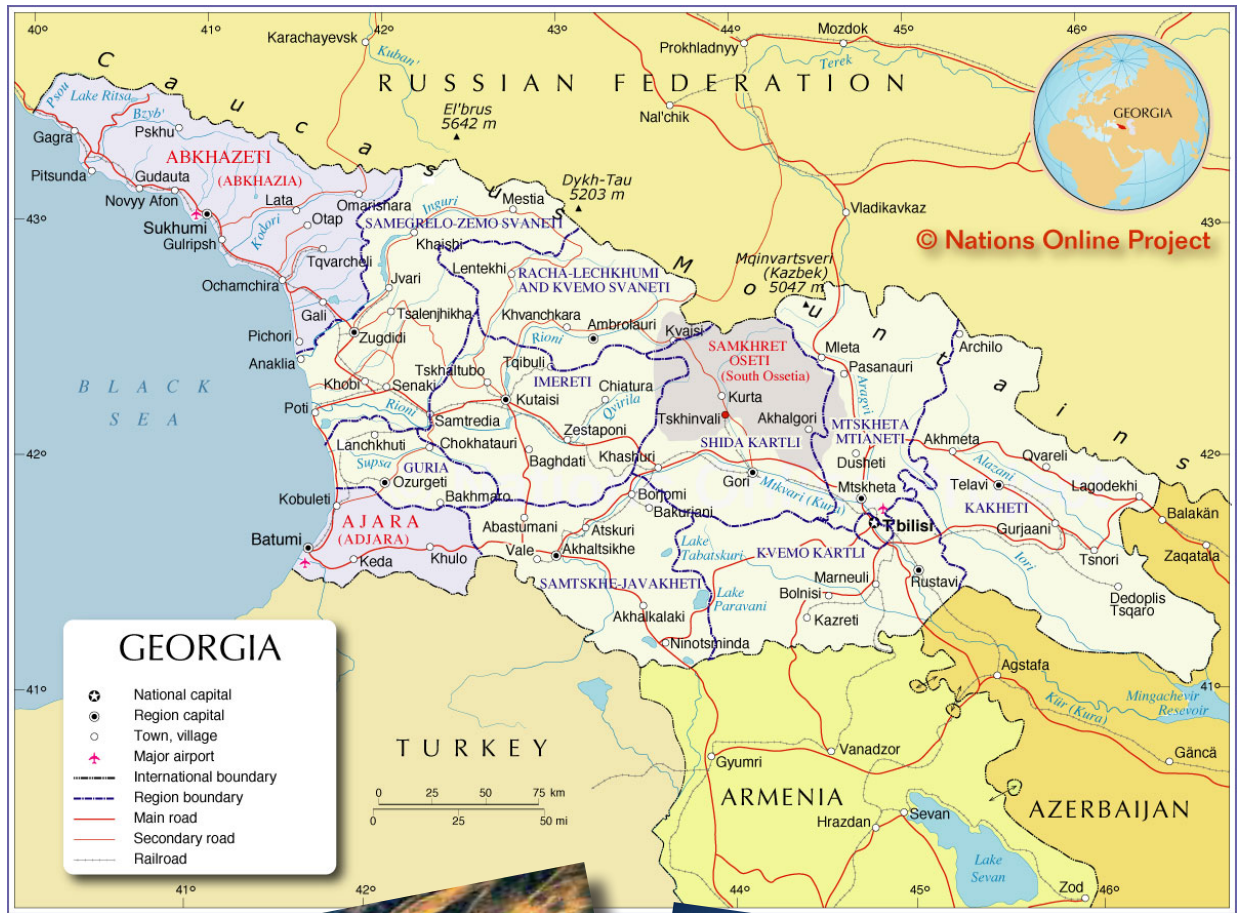 40°
41°
42°
43°
44°
45°
46°
Karachayevsk
Kuban'
Prokhladnyy
Mozdok
Terek
RUSSIAN FEDERATION
Caucasus Mountains
Psou
Lake Ritsa
Bzyb'
Pskhu
Gagra
El'brus
5642 m
Nal'chik
GEORGIA
ABKHAZETI
(ABKHAZIA)
Pitsunda
Gudauta
Novyy Afon
Lata
Omarishara
Dykh-Tau
5203 m
Inguri
Mestia
Vladikavkaz
43°
43°
Sukhumi
Otap
Kodori
SAMEGRELO-ZEMO SVANETI
© Nations Online Project
Gulripsh
Khaishi
Tqvarcheli
Lentekhi
RACHA-LECHKHUMI
AND KVEMO SVANETI
Mqinvartsveri
(Kazbek)
5047 m
Ochamchira
Jvari
Gali
Tsalenjhikha
Khvanchkara
Ambrolauri
Kvaisi
Pichori
Zugdidi
Rioni
SAMKHRET
OSETI
(South Ossetia)
Mleta
Archilo
Anaklia
Tqibuli
Pasanauri
BLACK
SEA
Khobi
Senaki
Tskhaltubo
IMERETI
Chiatura
Kurta
Aragvi
Poti
Rioni
Kutaisi
Qvirila
Tskhinvali
Akhalgori
MTSKHETA
MTIANETI
Samtredia
Zestaponi
SHIDA KARTLI
Akhmeta
Lanchkhuti
Chokhatauri
Qvareli
42°
42°
Supsa
GURIA
Baghdati
Khashuri
Dusheti
Alazani
Ozurgeti
Gori
Mtkvari (Kura)
Mtskheta
Telavi
Lagodekhi
Kobuleti
Bakhmaro
Borjomi
KAKHETI
Balakän
AJARA
(ADJARA)
Abastumani
Atskuri
Bakurjani
T'bilisi
Gurjaani
Batumi
Lake
Tabatskuri
KVEMO KARTLI
Zaqatala
Keda
Khulo
Vale
Akhaltsikhe
Iori
Tsnori
SAMTSKHE-JAVAKHETI
Marneuli
Rustavi
Lake
Paravani
Bolnisi
Dedoplis
Tsqaro
Akhalkalaki
Kazreti
Ninotsminda
GEORGIA
National capital
Region capital
Town, village
Major airport
International boundary
Region boundary
Main road
Secondary road
Railroad
Agstafa
41°
41°
Kür (Kura)
Mingachevir
Resevoir
TURKEY
Gyumri
Vanadzor
Gäncä
0 25 50 75 km
0 25 50 mi
ARMENIA
AZERBAIJAN
Hrazdan
Sevan
Lake
Sevan
Zod
41°
42°
44°
45°
46°